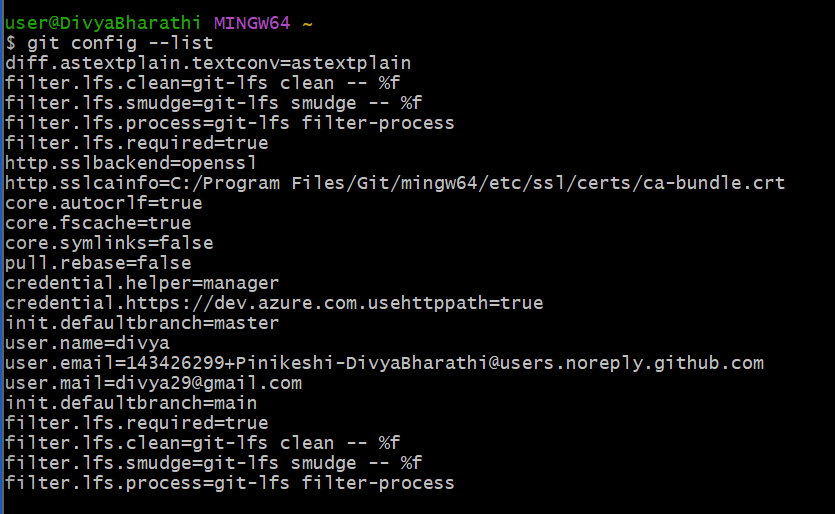 user@DivyaBharathi MINGW64 ~
$ git config --list
diff.astextplain.textconv=astextplain
filter.lfs.clean=git-lfs clean -- %f
filter.lfs.smudge=git-lfs smudge -- %f
filter.lfs.process=git-lfs filter-process
filter.lfs.required=true
http.sslbackend=openssl
http.sslcainfo=C:/Program Files/Git/mingw64/etc/ssl/certs/ca-bundle.crt
core.autocrlf=true
core.fscache=true
core.symlinks=false
pull.rebase=false
credential.helper=manager
credential.https://dev.azure.com.usehttppath=true
init.defaultbranch=master
user.name=divya
user.email=143426299+Pinikeshi-DivyaBharathi@users.noreply.github.com
user.mail=divya29@gmail.com
init.defaultbranch=main
filter.lfs.required=true
filter.lfs.clean=git-lfs clean -- %f
filter.lfs.smudge=git-lfs smudge -- %f
filter.lfs.process=git-lfs filter-process